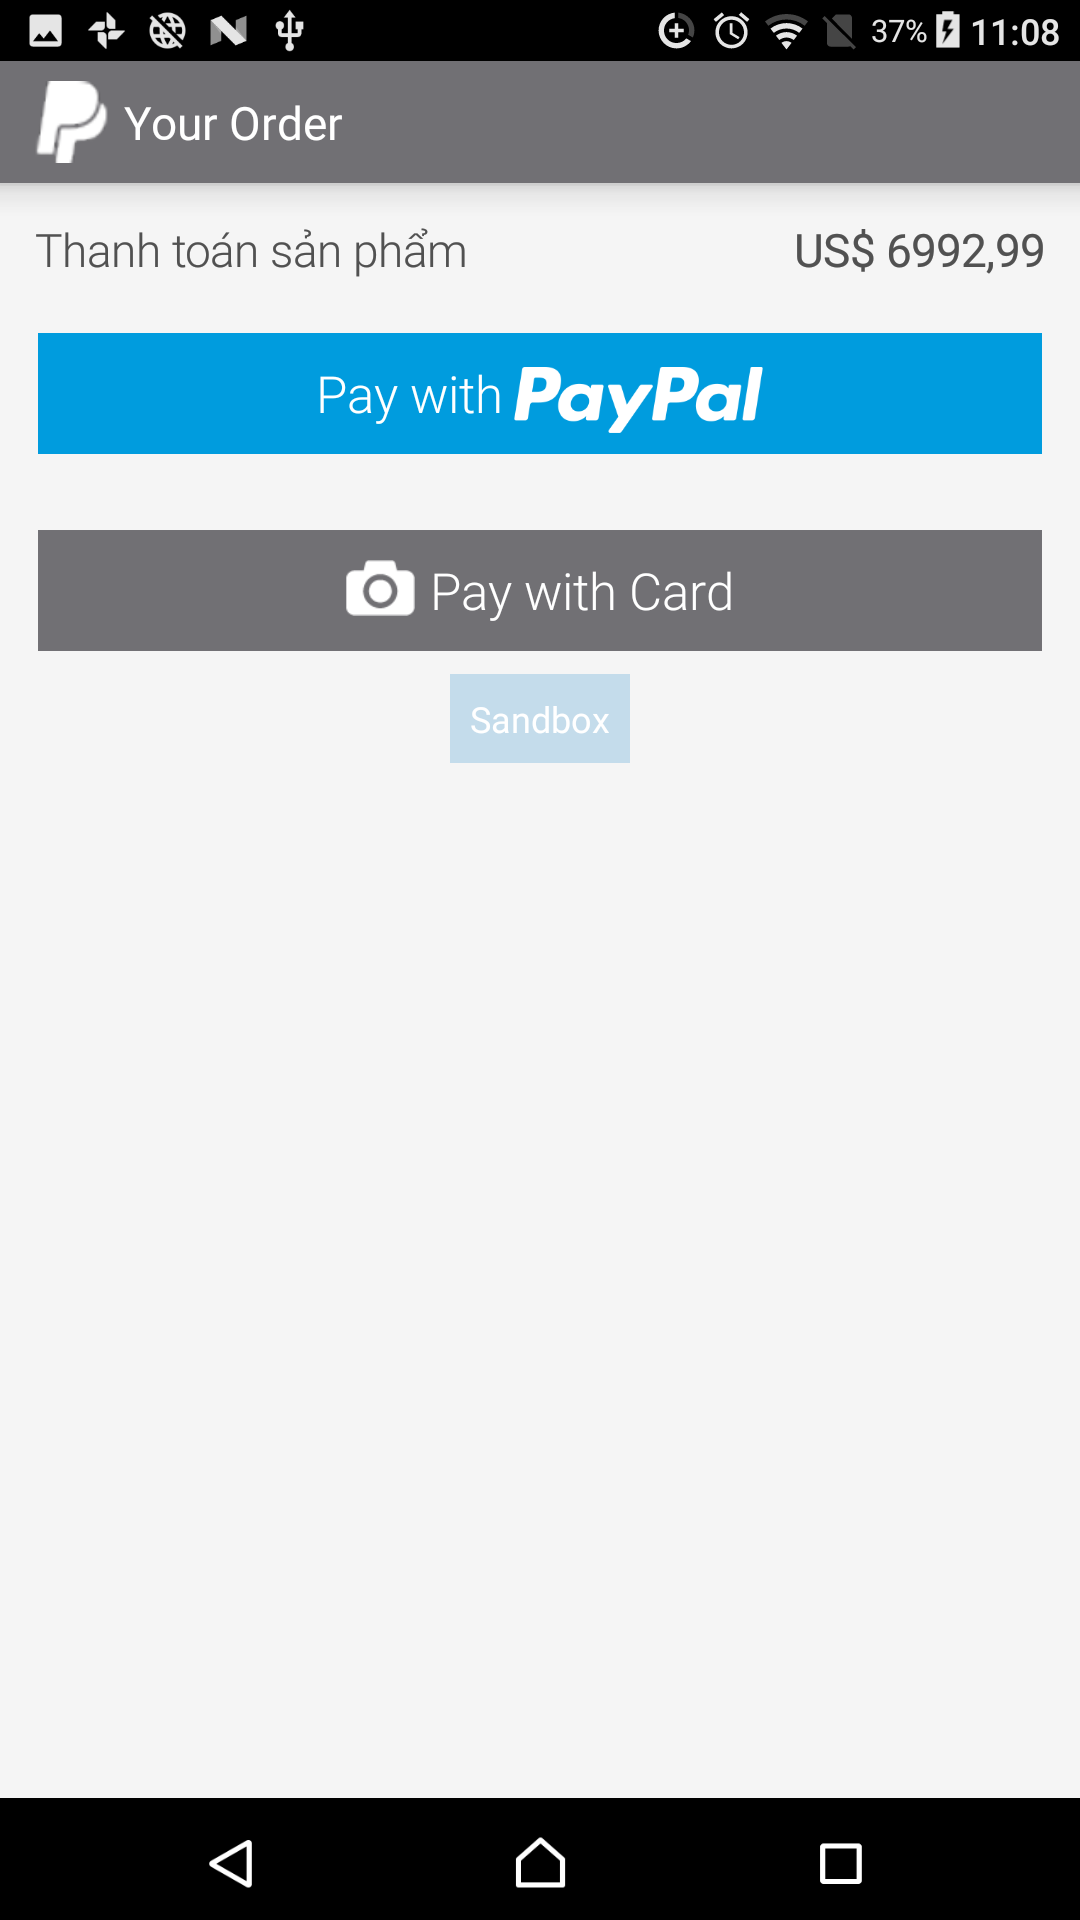 37% 11:08
Your Order
Thanh toán sản phẩm US$ 6992,99
Pay with PayPal
Pay with Card
Sandbox